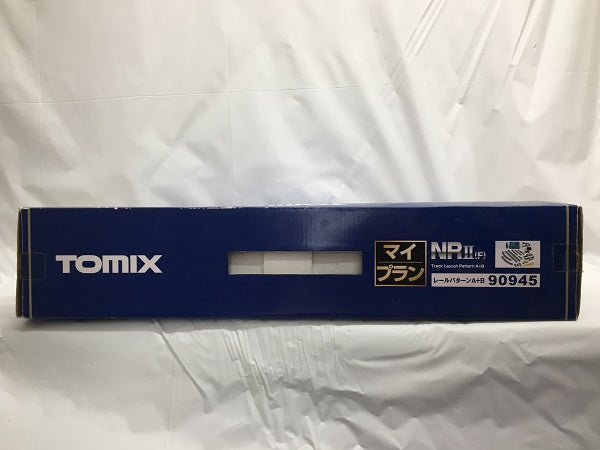 TOMIX
マイ
プラン
NRII(F)
Track Layout Pattern A+B
レールパターンA+B 90945